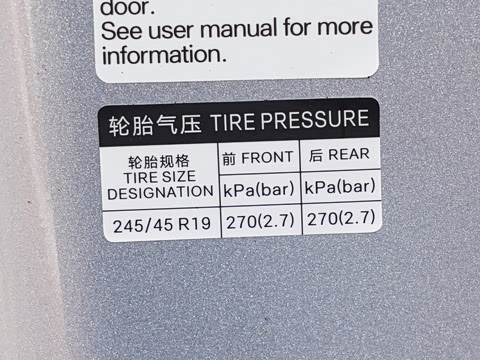 door.
See user manual for more
information.
轮胎气压 TIRE PRESSURE
轮胎规格
TIRE SIZE
DESIGNATION
前 FRONT
后 REAR
kPa(bar)
kPa(bar)
245/45 R19
270(2.7)
270(2.7)